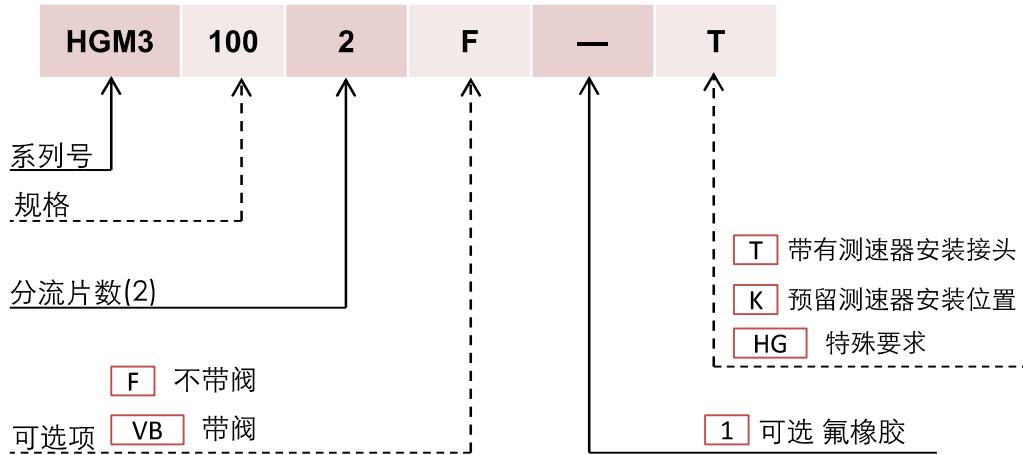 HGM3 100 2 F — T
系列号
规格
T 带有测速器安装接头
分流片数(2)
K 预留测速器安装位置
HG 特殊要求
F 不带阀
可选项 VB 带阀
1 可选 氟橡胶